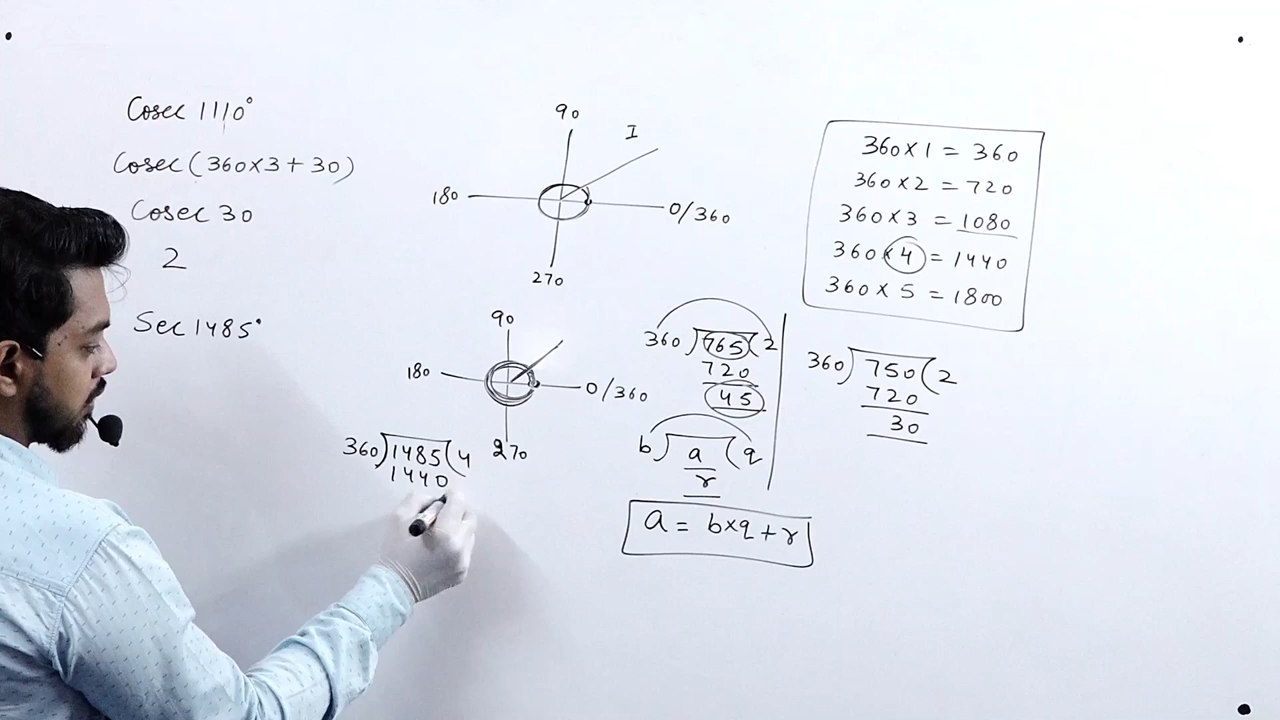 Cosec 1110°
Cosec (360×3+30)
Cosec 30
2
Sec 1485°
90
I
180
0/360
270
90
180
0/360
270
360) 1485 (4
1440
360 × 1 = 360
360 × 2 = 720
360 × 3 = 1080
360 × 4 = 1440
360 × 5 = 1800
360) 765 (2
720
45
b) a (q
r
a = b×q + r
360) 750 (2
720
30